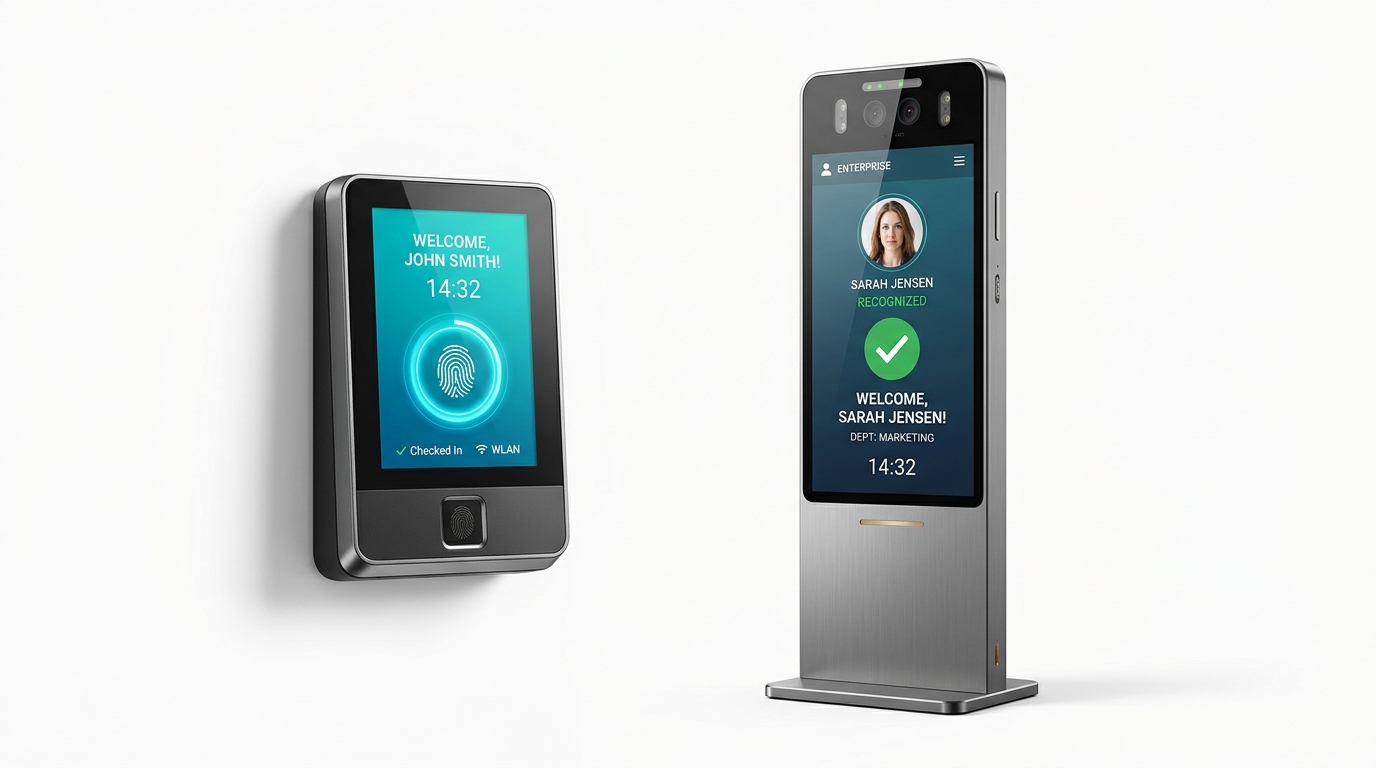 WELCOME,
JOHN SMITH!
14:32
Checked In
WLAN
ENTERPRISE
SARAH JENSEN
RECOGNIZED
WELCOME,
SARAH JENSEN!
DEPT: MARKETING
14:32